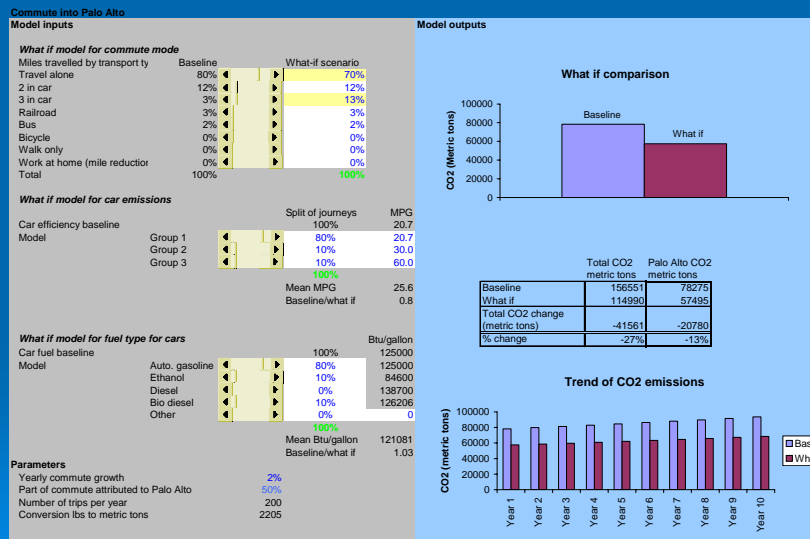 Commute into Palo Alto
Model inputs
What if model for commute mode
Miles travelled by transport ty Baseline What-if scenario
Travel alone 80% 70%
2 in car 12% 12%
3 in car 3% 13%
Railroad 3% 3%
Bus 2% 2%
Bicycle 0% 0%
Walk only 0% 0%
Work at home (mile reduction 0% 0%
Total 100% 100%
What if model for car emissions
Split of journeys MPG
Car efficiency baseline 100% 20.7
Model Group 1 80% 20.7
Group 2 10% 30.0
Group 3 10% 60.0
100%
Mean MPG 25.6
Baseline/what if 0.8
What if model for fuel type for cars Btu/gallon
Car fuel baseline 100% 125000
Model Auto. gasoline 80% 125000
Ethanol 10% 84600
Diesel 0% 138700
Bio diesel 10% 126206
Other 0% 0
100%
Mean Btu/gallon 121081
Baseline/what if 1.03
Parameters
Yearly commute growth 2%
Part of commute attributed to Palo Alto 50%
Number of trips per year 200
Conversion lbs to metric tons 2205
Model outputs
What if comparison
CO2 (Metric tons)
100000
80000
60000
40000
20000
0
Baseline
What if
Total CO2 Palo Alto CO2
metric tons metric tons
Baseline 156551 78275
What if 114990 57495
Total CO2 change
(metric tons) -41561 -20780
% change -27% -13%
Trend of CO2 emissions
CO2 (metric tons)
100000
80000
60000
40000
20000
0
Year 1
Year 2
Year 3
Year 4
Year 5
Year 6
Year 7
Year 8
Year 9
Year 10
Bas
Wh